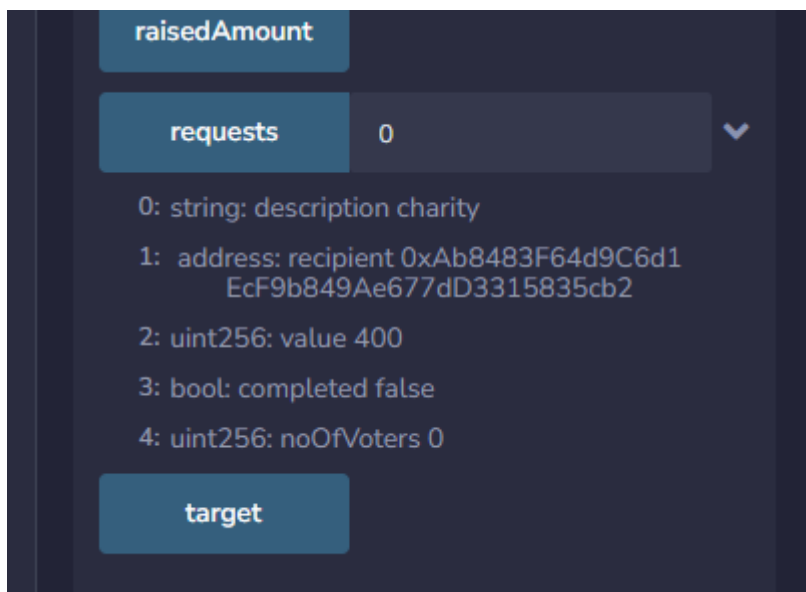 raisedAmount
requests 0
0: string: description charity
1: address: recipient 0xAb8483F64d9C6d1
EcF9b849Ae677dD3315835cb2
2: uint256: value 400
3: bool: completed false
4: uint256: noOfVoters 0
target